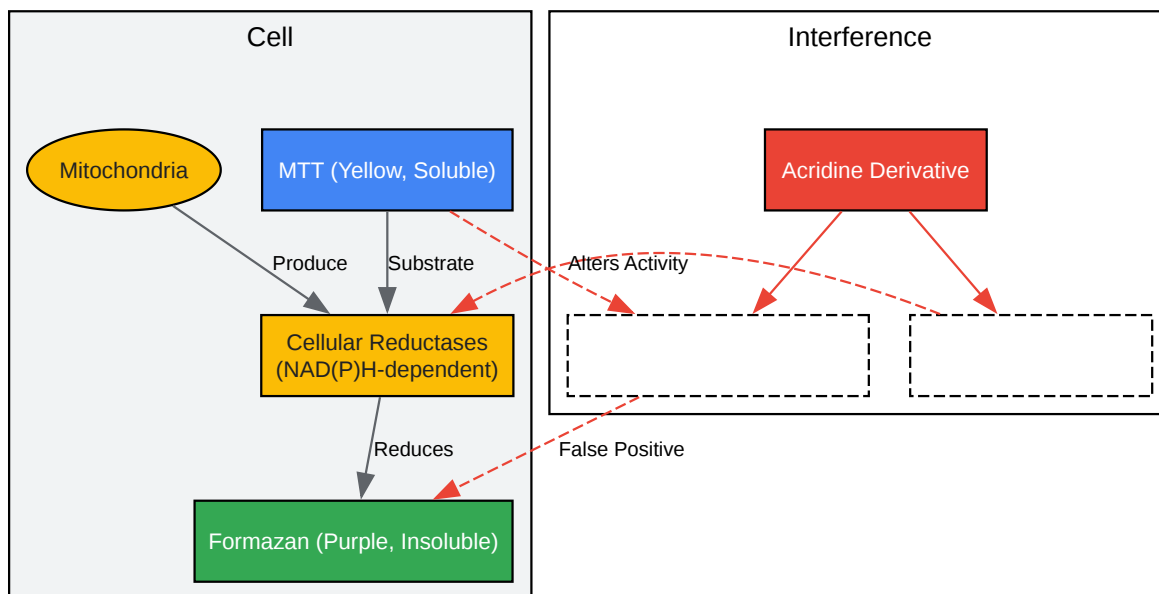 Cell
Interference
Mitochondria
MTT (Yellow, Soluble)
Acridine Derivative
Produce
Substrate
Alters Activity
Cellular Reductases
(NAD(P)H-dependent)
Reduces
False Positive
Formazan (Purple, Insoluble)